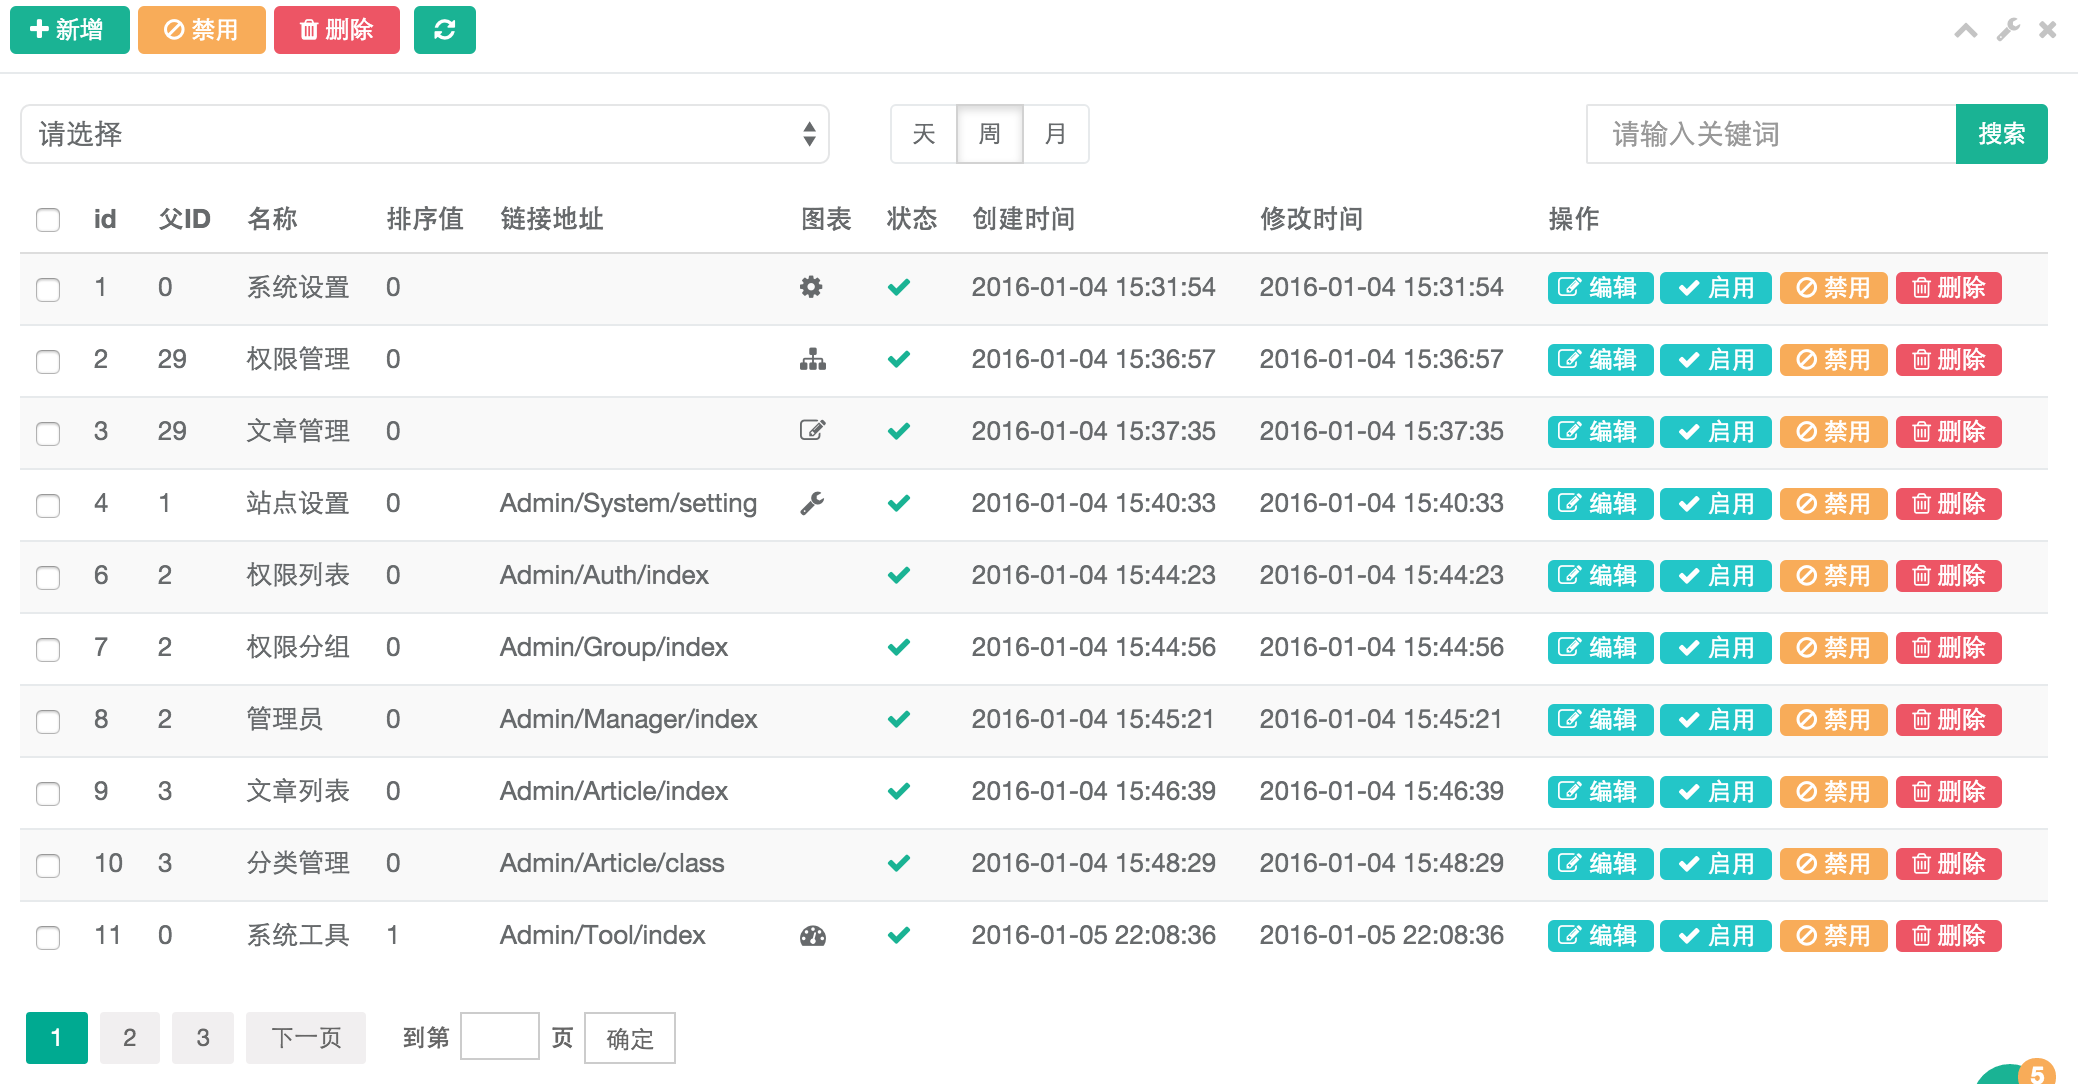 新增 禁用 删除
请选择 天 周 月 请输入关键词 搜索
id 父ID 名称 排序值 链接地址 图表 状态 创建时间 修改时间 操作
1 0 系统设置 0 2016-01-04 15:31:54 2016-01-04 15:31:54 编辑 启用 禁用 删除
2 29 权限管理 0 2016-01-04 15:36:57 2016-01-04 15:36:57 编辑 启用 禁用 删除
3 29 文章管理 0 2016-01-04 15:37:35 2016-01-04 15:37:35 编辑 启用 禁用 删除
4 1 站点设置 0 Admin/System/setting 2016-01-04 15:40:33 2016-01-04 15:40:33 编辑 启用 禁用 删除
6 2 权限列表 0 Admin/Auth/index 2016-01-04 15:44:23 2016-01-04 15:44:23 编辑 启用 禁用 删除
7 2 权限分组 0 Admin/Group/index 2016-01-04 15:44:56 2016-01-04 15:44:56 编辑 启用 禁用 删除
8 2 管理员 0 Admin/Manager/index 2016-01-04 15:45:21 2016-01-04 15:45:21 编辑 启用 禁用 删除
9 3 文章列表 0 Admin/Article/index 2016-01-04 15:46:39 2016-01-04 15:46:39 编辑 启用 禁用 删除
10 3 分类管理 0 Admin/Article/class 2016-01-04 15:48:29 2016-01-04 15:48:29 编辑 启用 禁用 删除
11 0 系统工具 1 Admin/Tool/index 2016-01-05 22:08:36 2016-01-05 22:08:36 编辑 启用 禁用 删除
1 2 3 下一页 到第 页 确定
5